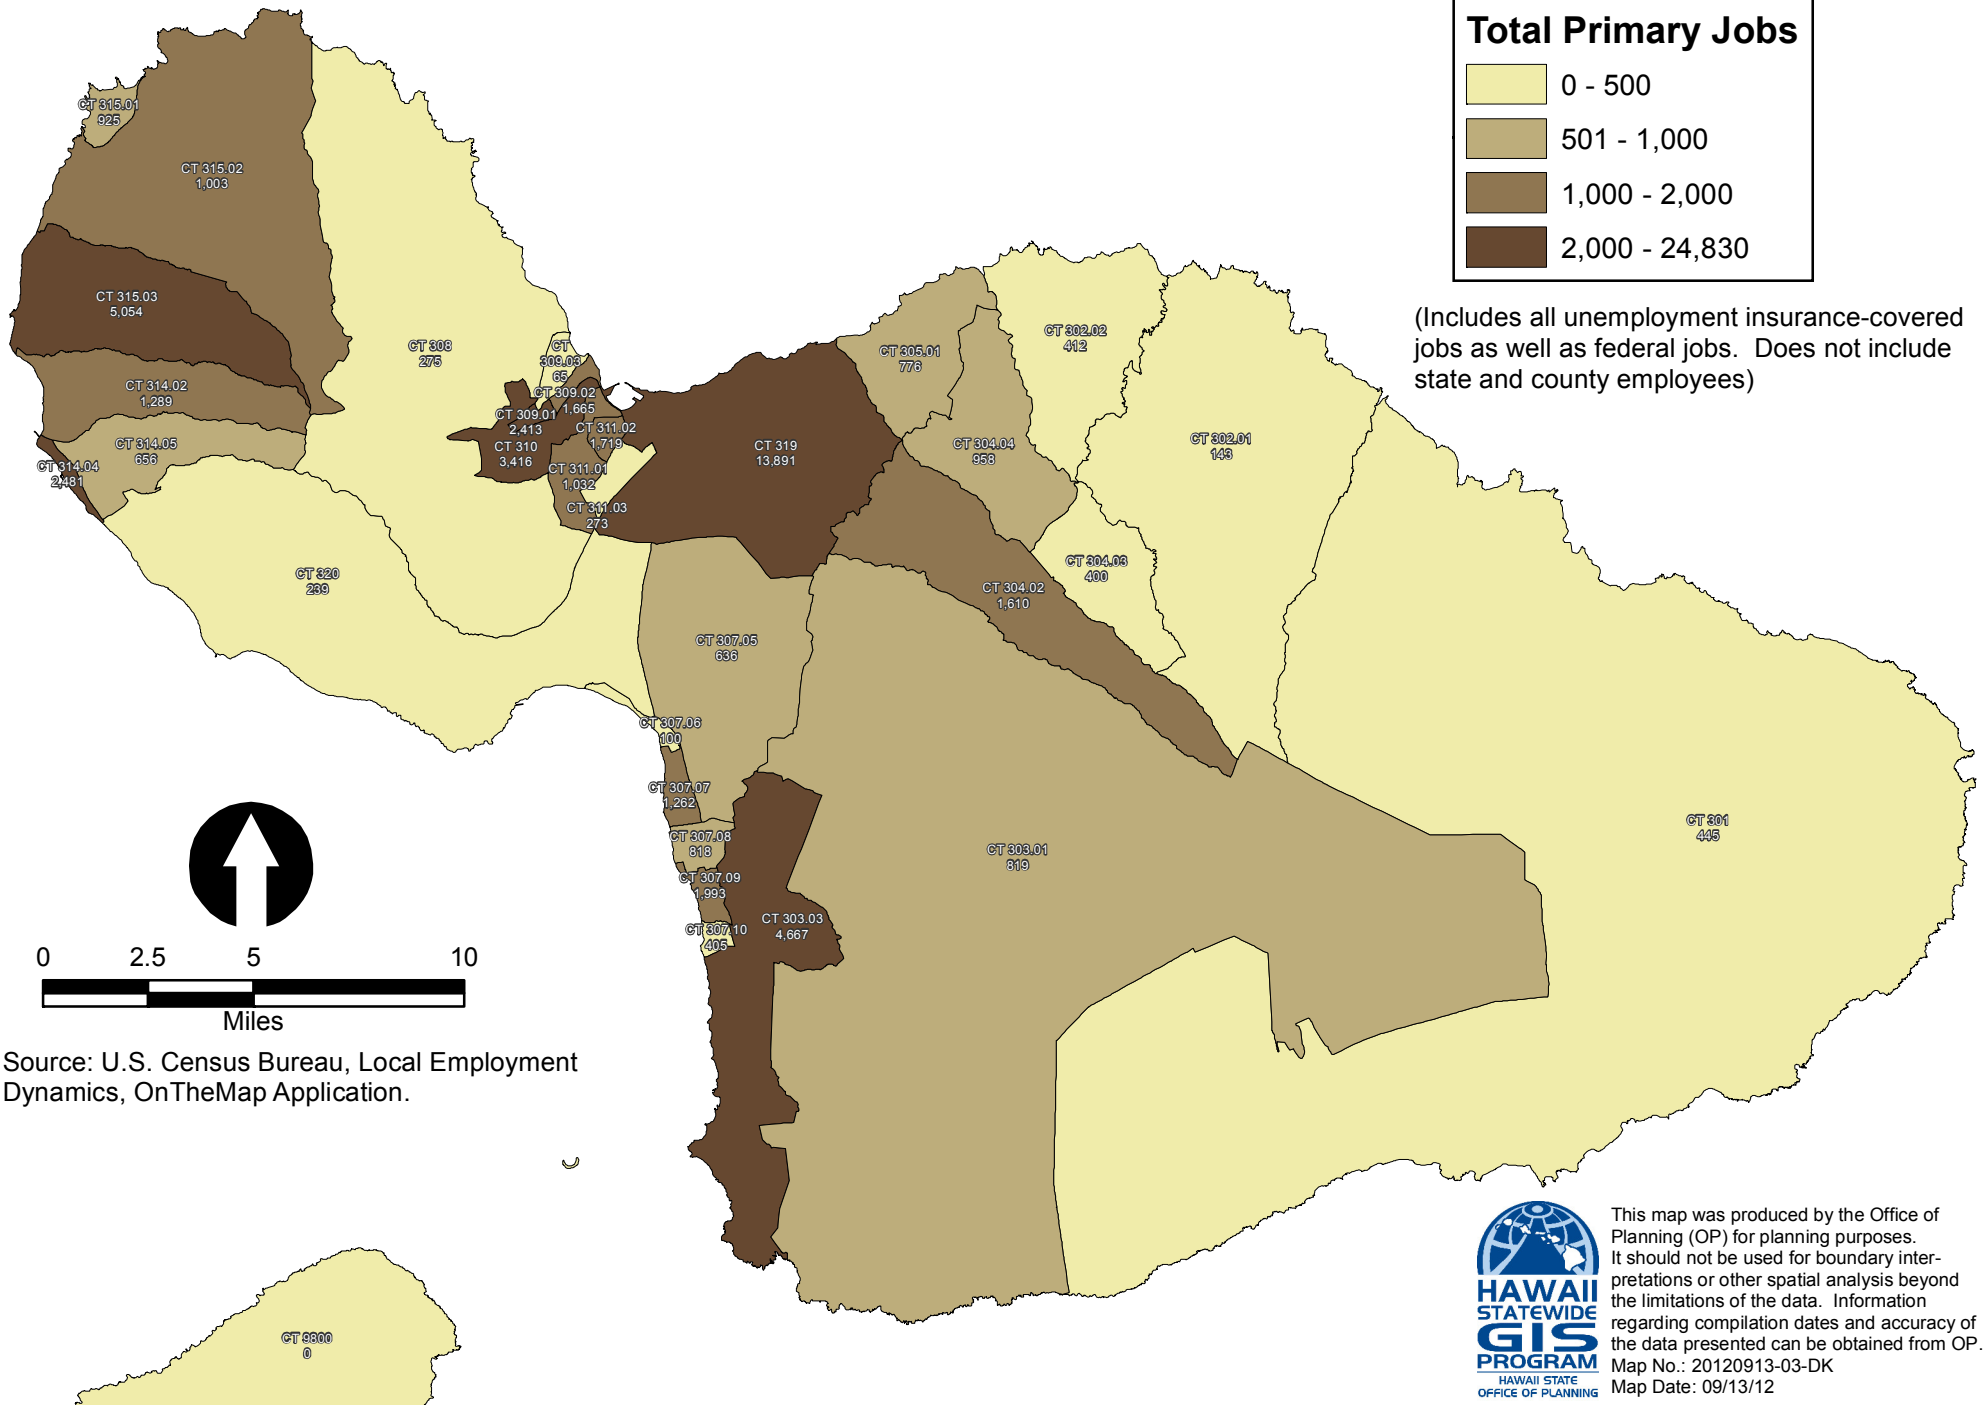 Total Primary Jobs
0 - 500
501 - 1,000
1,000 - 2,000
2,000 - 24,830
(Includes all unemployment insurance-covered
jobs as well as federal jobs. Does not include
state and county employees)
CT 315.01
925
CT 315.02
1,003
CT 315.03
5,054
CT 314.02
1,289
CT 314.05
656
CT 314.04
2,481
CT 308
275
CT
309.03
65
CT 309.02
1,665
CT 309.01
2,413
CT 310
3,416
CT 311.02
1,719
CT 311.01
1,032
CT 311.03
273
CT 320
239
CT 319
13,891
CT 305.01
776
CT 304.04
958
CT 302.02
412
CT 302.01
143
CT 304.03
400
CT 304.02
1,610
CT 307.05
636
CT 307.06
100
CT 307.07
1,262
CT 307.08
818
CT 307.09
1,993
CT 307.10
405
CT 303.03
4,667
CT 303.01
819
CT 301
445
0 2.5 5 10
Miles
Source: U.S. Census Bureau, Local Employment
Dynamics, OnTheMap Application.
CT 9800
0
HAWAII
STATEWIDE
GIS
PROGRAM
HAWAII STATE
OFFICE OF PLANNING
This map was produced by the Office of
Planning (OP) for planning purposes.
It should not be used for boundary inter-
pretations or other spatial analysis beyond
the limitations of the data. Information
regarding compilation dates and accuracy of
the data presented can be obtained from OP.
Map No.: 20120913-03-DK
Map Date: 09/13/12